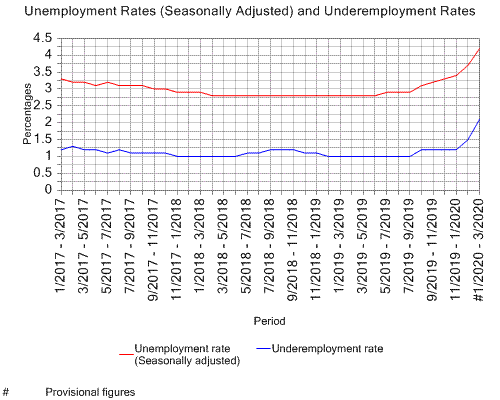 Unemployment Rates (Seasonally Adjusted) and Underemployment Rates
Percentages
4.5
4
3.5
3
2.5
2
1.5
1
0.5
0
1/2017 - 3/2017
3/2017 - 5/2017
5/2017 - 7/2017
7/2017 - 9/2017
9/2017 - 11/2017
11/2017 - 1/2018
1/2018 - 3/2018
3/2018 - 5/2018
5/2018 - 7/2018
7/2018 - 9/2018
9/2018 - 11/2018
11/2018 - 1/2019
1/2019 - 3/2019
3/2019 - 5/2019
5/2019 - 7/2019
7/2019 - 9/2019
9/2019 - 11/2019
11/2019 - 1/2020
#1/2020 - 3/2020
Period
Unemployment rate
(Seasonally adjusted)
Underemployment rate
# Provisional figures